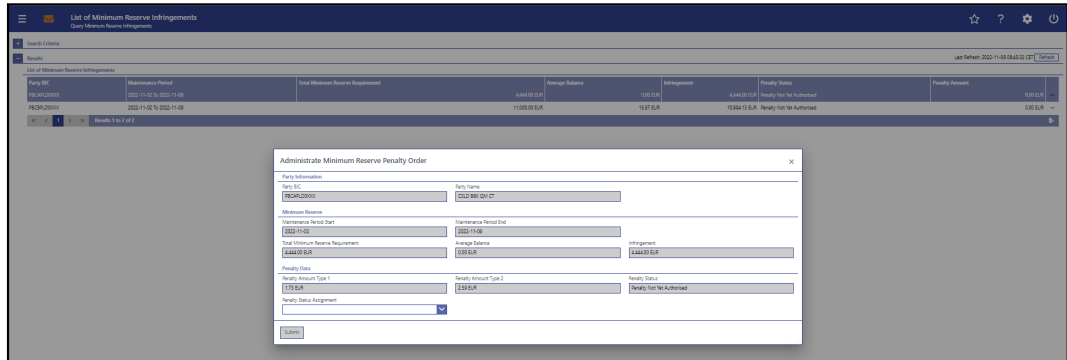 List of Minimum Reserve Infringements
Query Minimum Reserve Infringements
Search Criteria
Results
Last Refresh: 2022-11-09 09:46:32 CET Refresh
List of Minimum Reserve Infringements
Party BIC Maintenance Period Total Minimum Reserve Requirement Average Balance Infringement Penalty Status Penalty Amount
2022-11-02 To 2022-11-08 4,444.00 EUR 0.00 EUR 4,444.00 EUR Penalty Not Yet Authorised 0.00 EUR
2022-11-02 To 2022-11-08 11,000.00 EUR 15.87 EUR 10,984.13 EUR Penalty Not Yet Authorised 0.00 EUR
« < 1 > » Results 1 to 2 of 2
Administrate Minimum Reserve Penalty Order ×
Party Information
Party BIC Party Name
CSLD BBK QM CT
Minimum Reserve
Maintenance Period Start Maintenance Period End
2022-11-02 2022-11-08
Total Minimum Reserve Requirement Average Balance Infringement
4,444.00 EUR 0.00 EUR 4,444.00 EUR
Penalty Data
Penalty Amount Type 1 Penalty Amount Type 2 Penalty Status
1.73 EUR 2.59 EUR Penalty Not Yet Authorised
Penalty Status Assignment
Submit